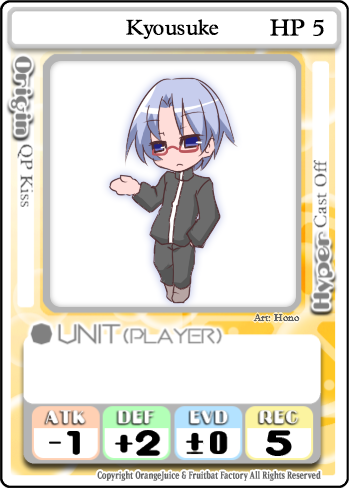 Kyousuke HP 5
Origin QP Kiss
Hyper Cast Off
Art: Hono
UNIT (PLAYER)
ATK DEF EVD REC
-1 +2 ±0 5
Copyright OrangeJuice & Fruitbat Factory All Rights Reserved